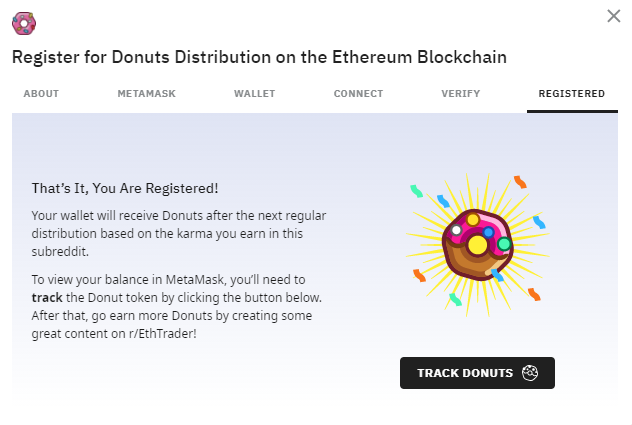 Register for Donuts Distribution on the Ethereum Blockchain
ABOUT METAMASK WALLET CONNECT VERIFY REGISTERED
That's It, You Are Registered!
Your wallet will receive Donuts after the next regular
distribution based on the karma you earn in this
subreddit.
To view your balance in MetaMask, you'll need to
track the Donut token by clicking the button below.
After that, go earn more Donuts by creating some
great content on r/EthTrader!
TRACK DONUTS